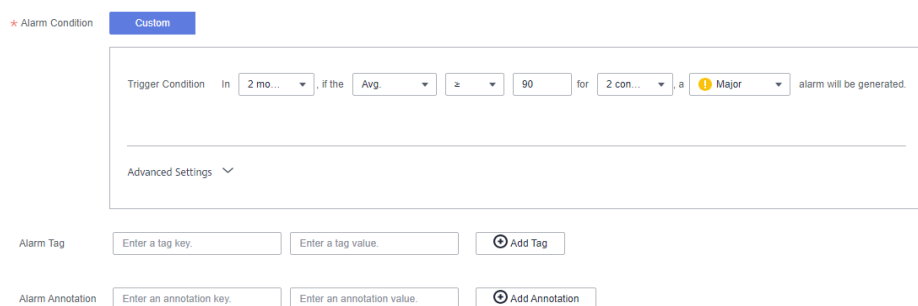 * Alarm Condition Custom
Trigger Condition In 2 mo... , if the Avg. ≥ 90 for 2 con... , a Major alarm will be generated.
Advanced Settings
Alarm Tag Enter a tag key. Enter a tag value. Add Tag
Alarm Annotation Enter an annotation key. Enter an annotation value. Add Annotation